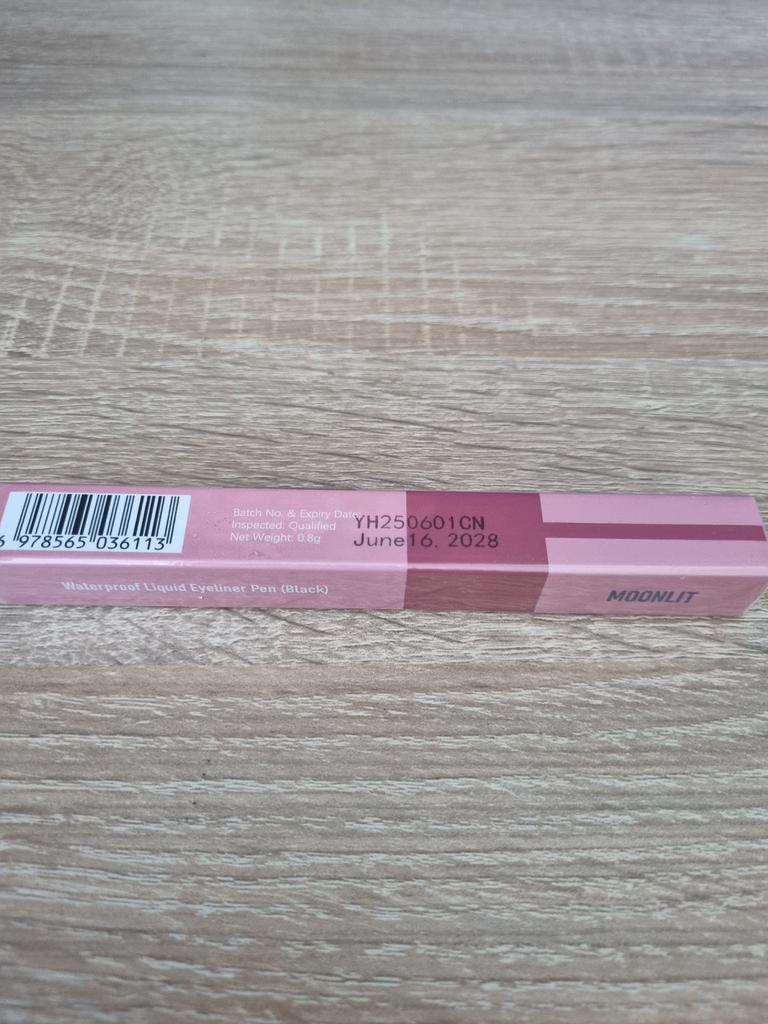 6 978565 036113
Batch No. & Expiry Date:
YH250601CN
Inspected: Qualified
June16, 2028
Net Weight: 0.8g
Waterproof Liquid Eyeliner Pen (Black)
MOONLIT